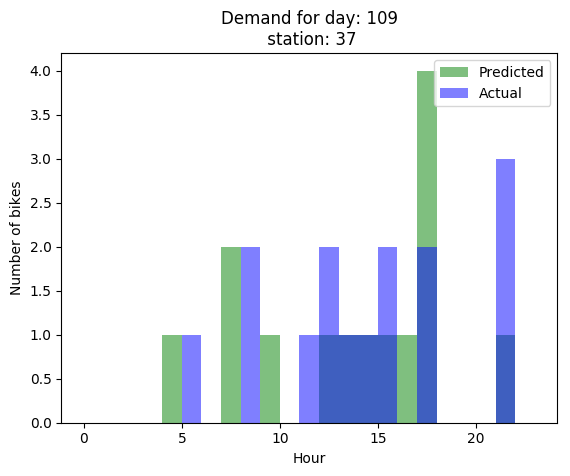 Demand for day: 109
station: 37
Predicted
Actual
4.0
3.5
3.0
2.5
2.0
1.5
1.0
0.5
0.0
Number of bikes
0 5 10 15 20
Hour